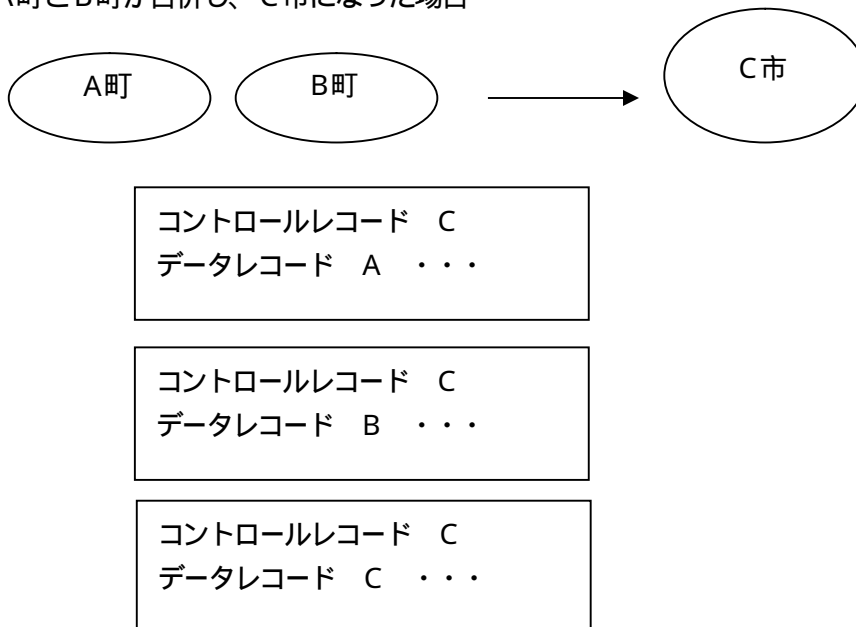 A町とB町が合併し、C市になった場合
A町 B町 C市
コントロールレコード C
データレコード A ・・・
コントロールレコード C
データレコード B ・・・
コントロールレコード C
データレコード C ・・・